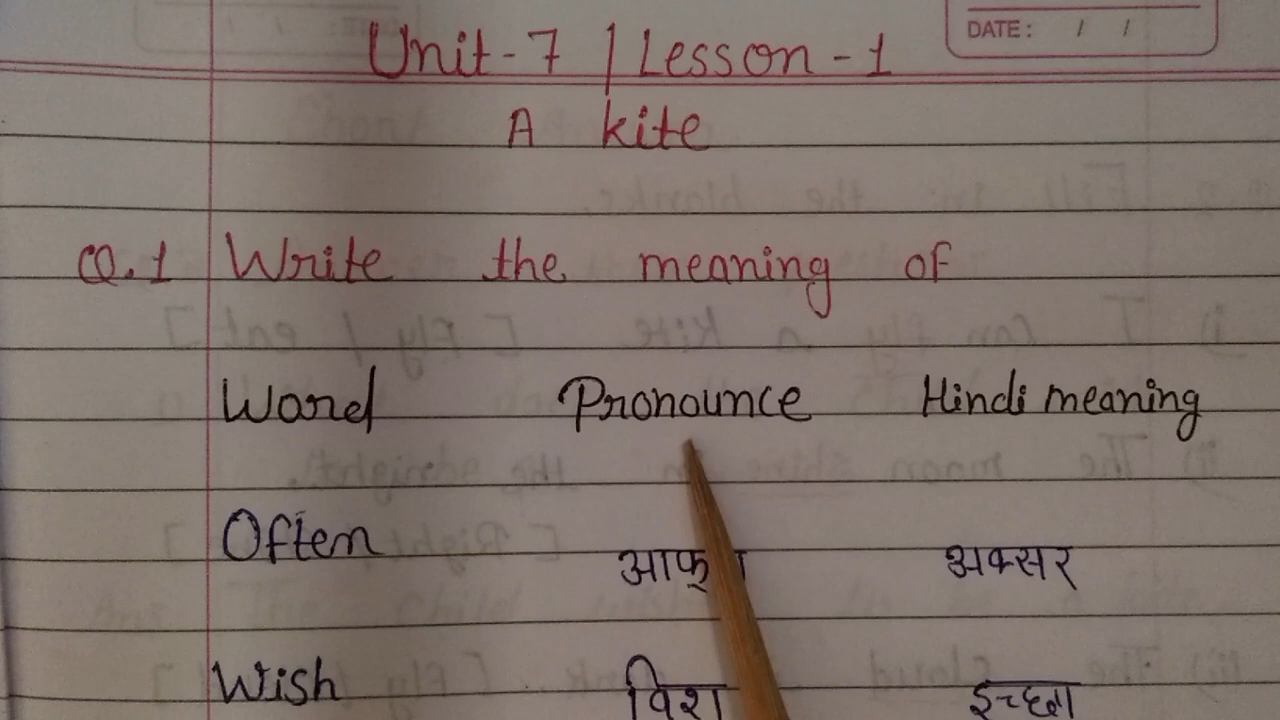 DATE: / /
Unit-7 | Lesson-1
A kite
Q.1 Write the meaning of
Word Pronounce Hindi meaning
Often अक्सर
Wish विश इच्छा